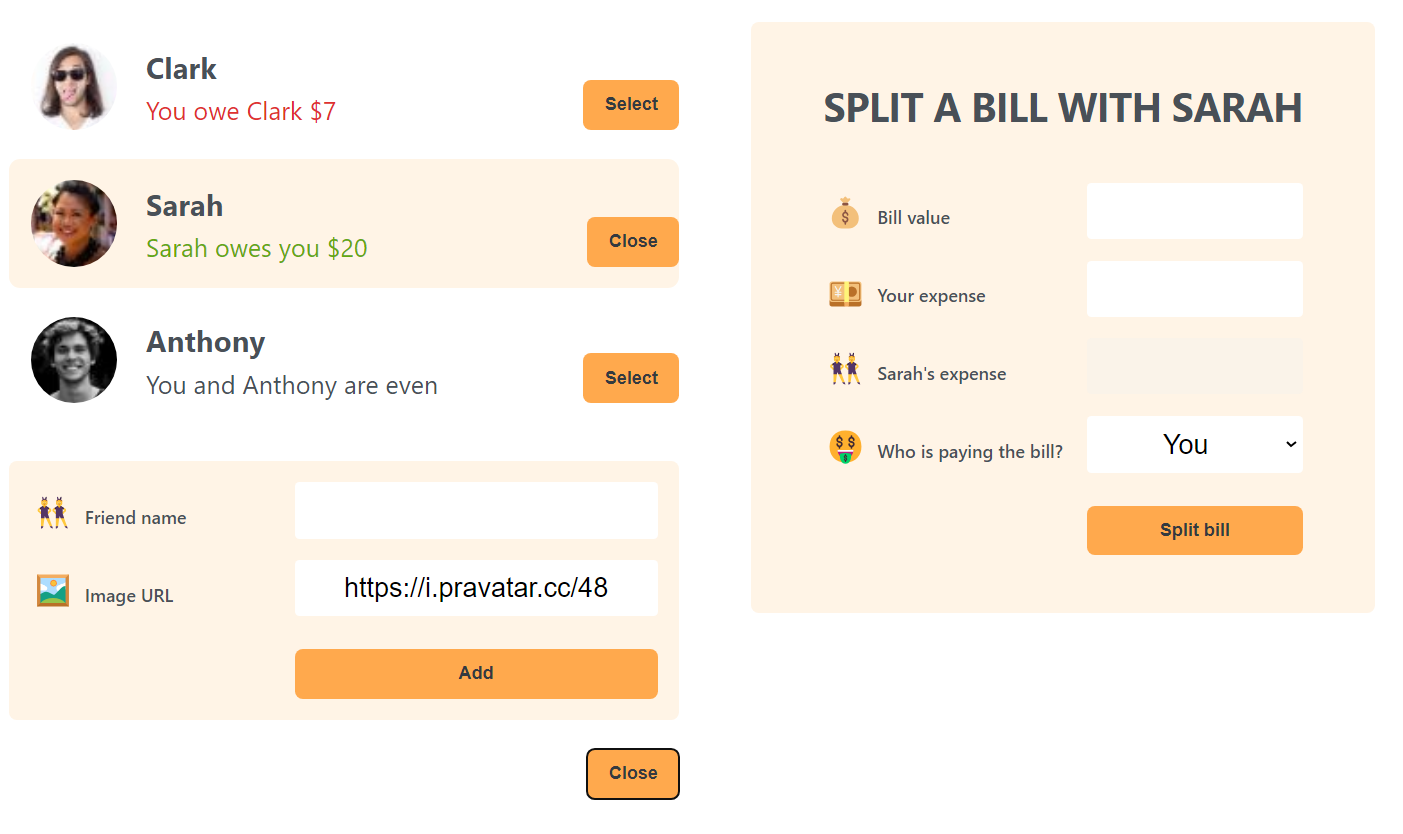 Clark
You owe Clark $7
Select
Sarah
Sarah owes you $20
Close
Anthony
You and Anthony are even
Select
Friend name
Image URL
https://i.pravatar.cc/48
Add
Close
SPLIT A BILL WITH SARAH
Bill value
Your expense
Sarah's expense
Who is paying the bill?
You
Split bill